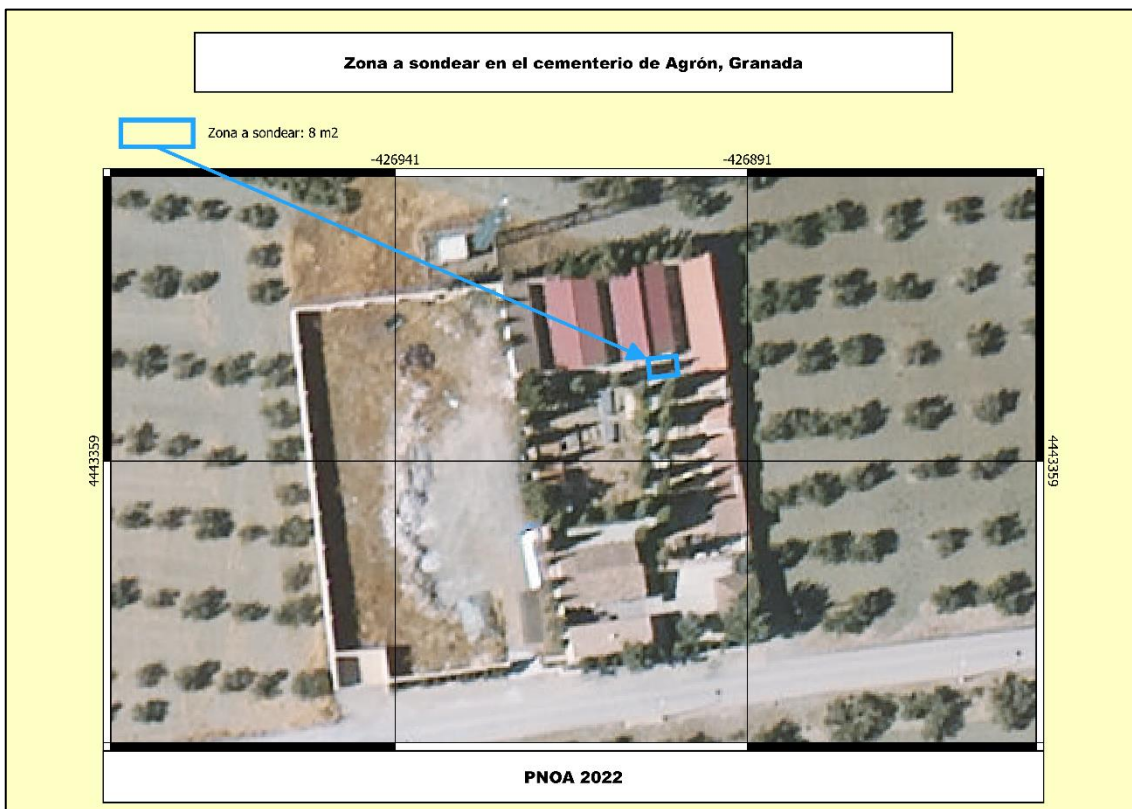 Zona a sondear en el cementerio de Agrón, Granada
Zona a sondear: 8 m2
-426941
-426891
4443359
4443359
PNOA 2022